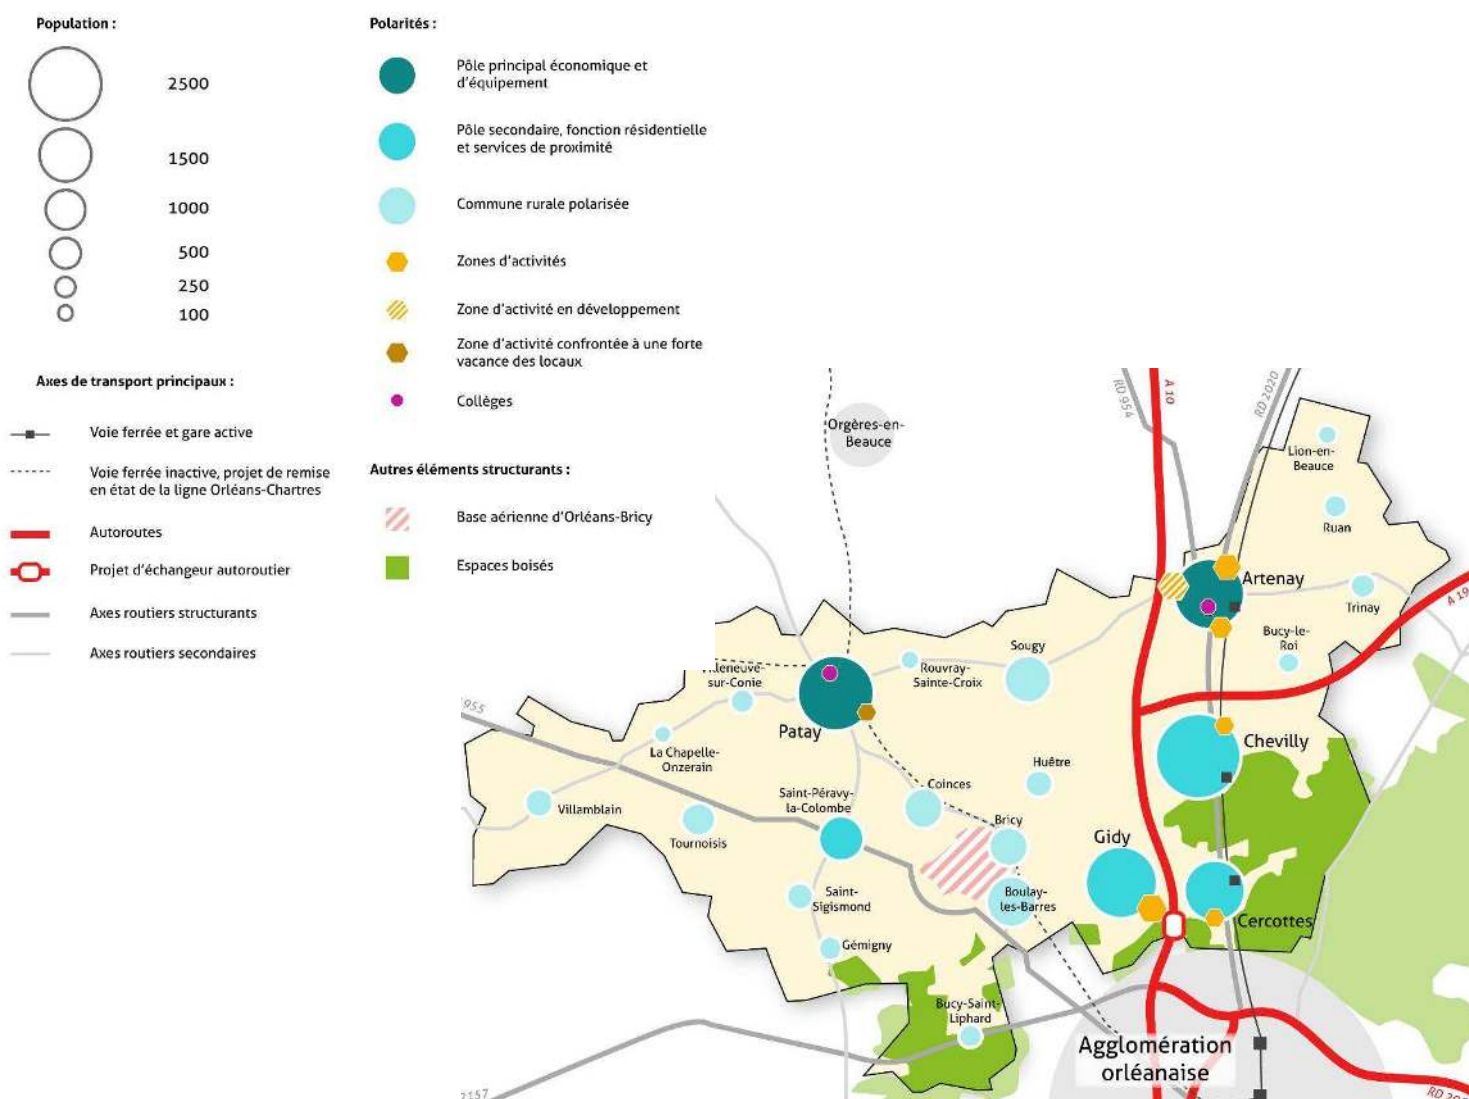 Population :
2500
1500
1000
500
250
100
Axes de transport principaux :
Voie ferrée et gare active
Voie ferrée inactive, projet de remise
en état de la ligne Orléans-Chartres
Autoroutes
Projet d'échangeur autoroutier
Axes routiers structurants
Axes routiers secondaires
Polarités :
Pôle principal économique et
d'équipement
Pôle secondaire, fonction résidentielle
et services de proximité
Commune rurale polarisée
Zones d'activités
Zone d'activité en développement
Zone d'activité confrontée à une forte
vacance des locaux
Collèges
Autres éléments structurants :
Base aérienne d'Orléans-Bricy
Espaces boisés
Orgères-en-
Beauce
RD 954
A 10
RD 2020
Lion-en-
Beauce
Ruan
Artenay
Trinay
A 19
Bucy-le-
Roi
Sougy
Rouvray-
Sainte-Croix
sur-Conie
Patay
955
La Chapelle-
Onzerain
Chevilly
Huêtre
Coinces
Saint-Péravy-
la-Colombe
Villamblain
Tournoisis
Bricy
Gidy
Saint-
Sigismond
Boulay-
les-Barres
Cercottes
Gémigny
Bucy-Saint-
Liphard
Agglomération
orléanaise
2157